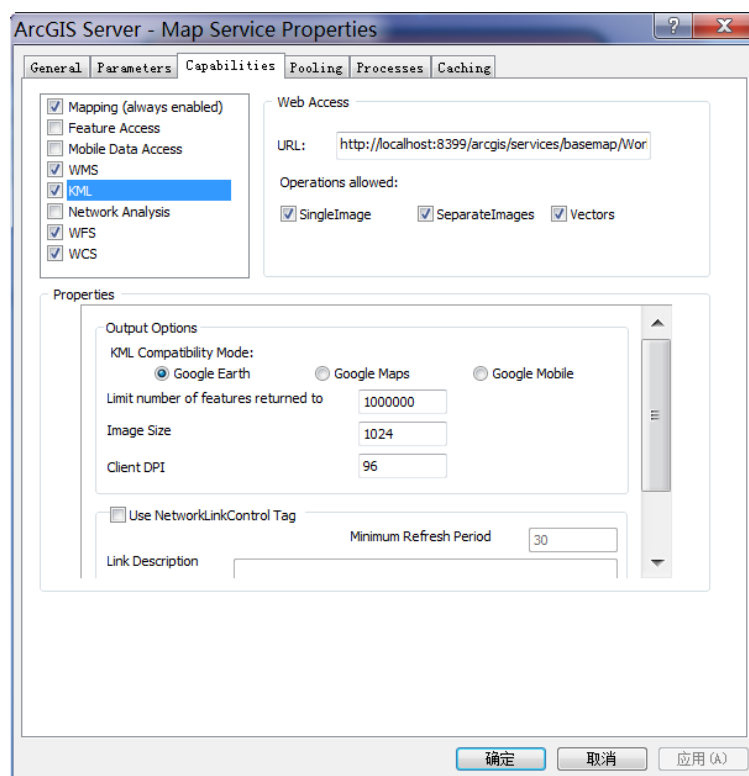 ArcGIS Server - Map Service Properties
General Parameters Capabilities Pooling Processes Caching
Mapping (always enabled)
Feature Access
Mobile Data Access
WMS
KML
Network Analysis
WFS
WCS
Web Access
URL: http://localhost:8399/arcgis/services/basemap/Wor
Operations allowed:
SingleImage SeparateImages Vectors
Properties
Output Options
KML Compatibility Mode:
Google Earth Google Maps Google Mobile
Limit number of features returned to 1000000
Image Size 1024
Client DPI 96
Use NetworkLinkControl Tag
Minimum Refresh Period 30
Link Description
确定 取消 应用(A)